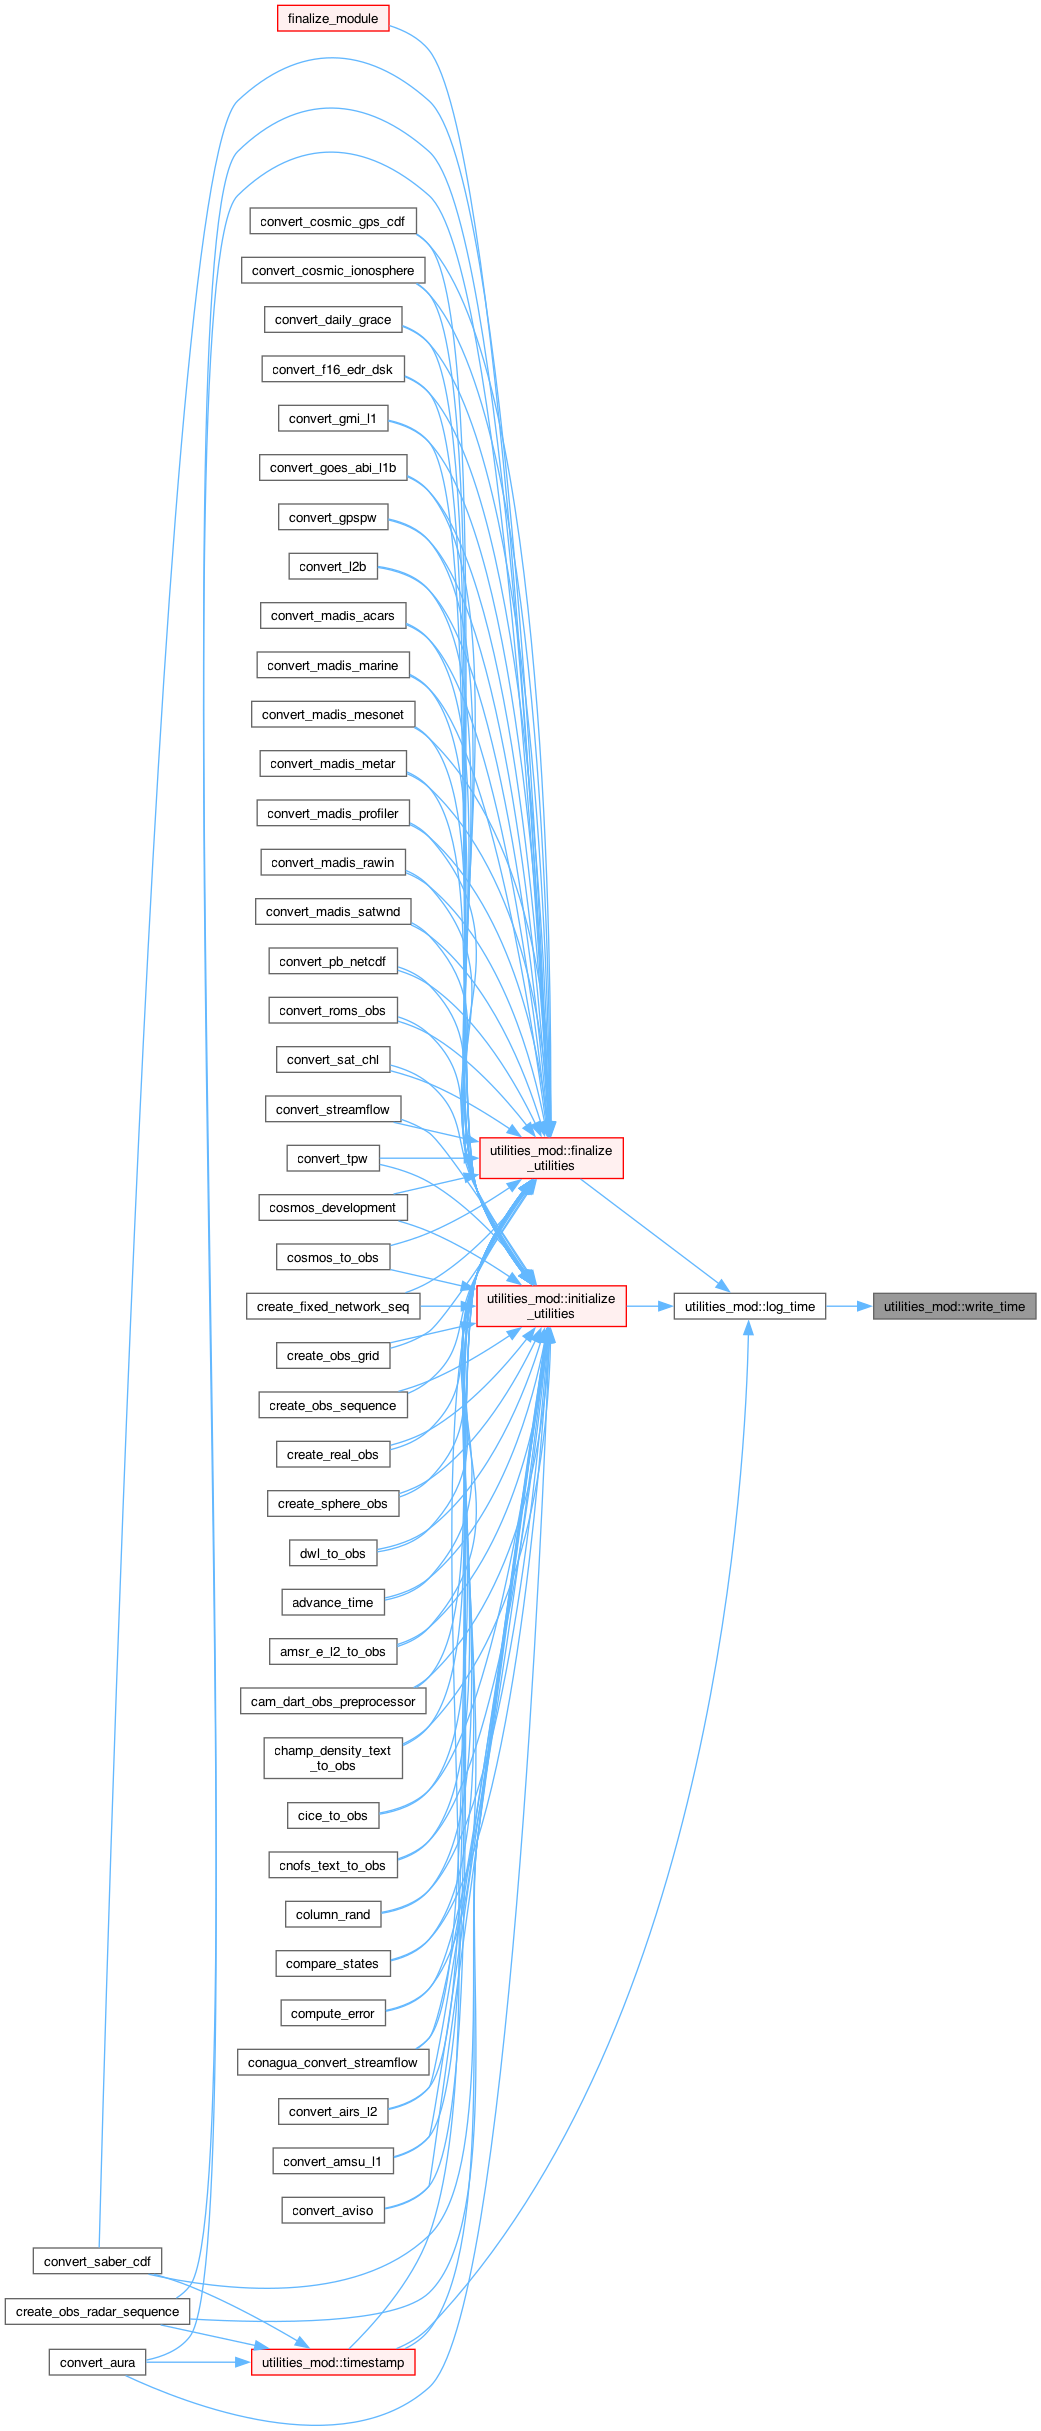 finalize_module
convert_cosmic_gps_cdf
convert_cosmic_ionosphere
convert_daily_grace
convert_f16_edr_dsk
convert_gmi_l1
convert_goes_abi_l1b
convert_gpspw
convert_l2b
convert_madis_acars
convert_madis_marine
convert_madis_mesonet
convert_madis_metar
convert_madis_profiler
convert_madis_rawin
convert_madis_satwnd
convert_pb_netcdf
convert_roms_obs
convert_sat_chl
convert_streamflow
convert_tpw
cosmos_development
cosmos_to_obs
create_fixed_network_seq
create_obs_grid
create_obs_sequence
create_real_obs
create_sphere_obs
dwl_to_obs
advance_time
amsr_e_l2_to_obs
cam_dart_obs_preprocessor
champ_density_text
_to_obs
cice_to_obs
cnofs_text_to_obs
column_rand
compare_states
compute_error
conagua_convert_streamflow
convert_airs_l2
convert_amsu_l1
convert_aviso
convert_saber_cdf
create_obs_radar_sequence
convert_aura
utilities_mod::finalize
_utilities
utilities_mod::initialize
_utilities
utilities_mod::timestamp
utilities_mod::log_time
utilities_mod::write_time